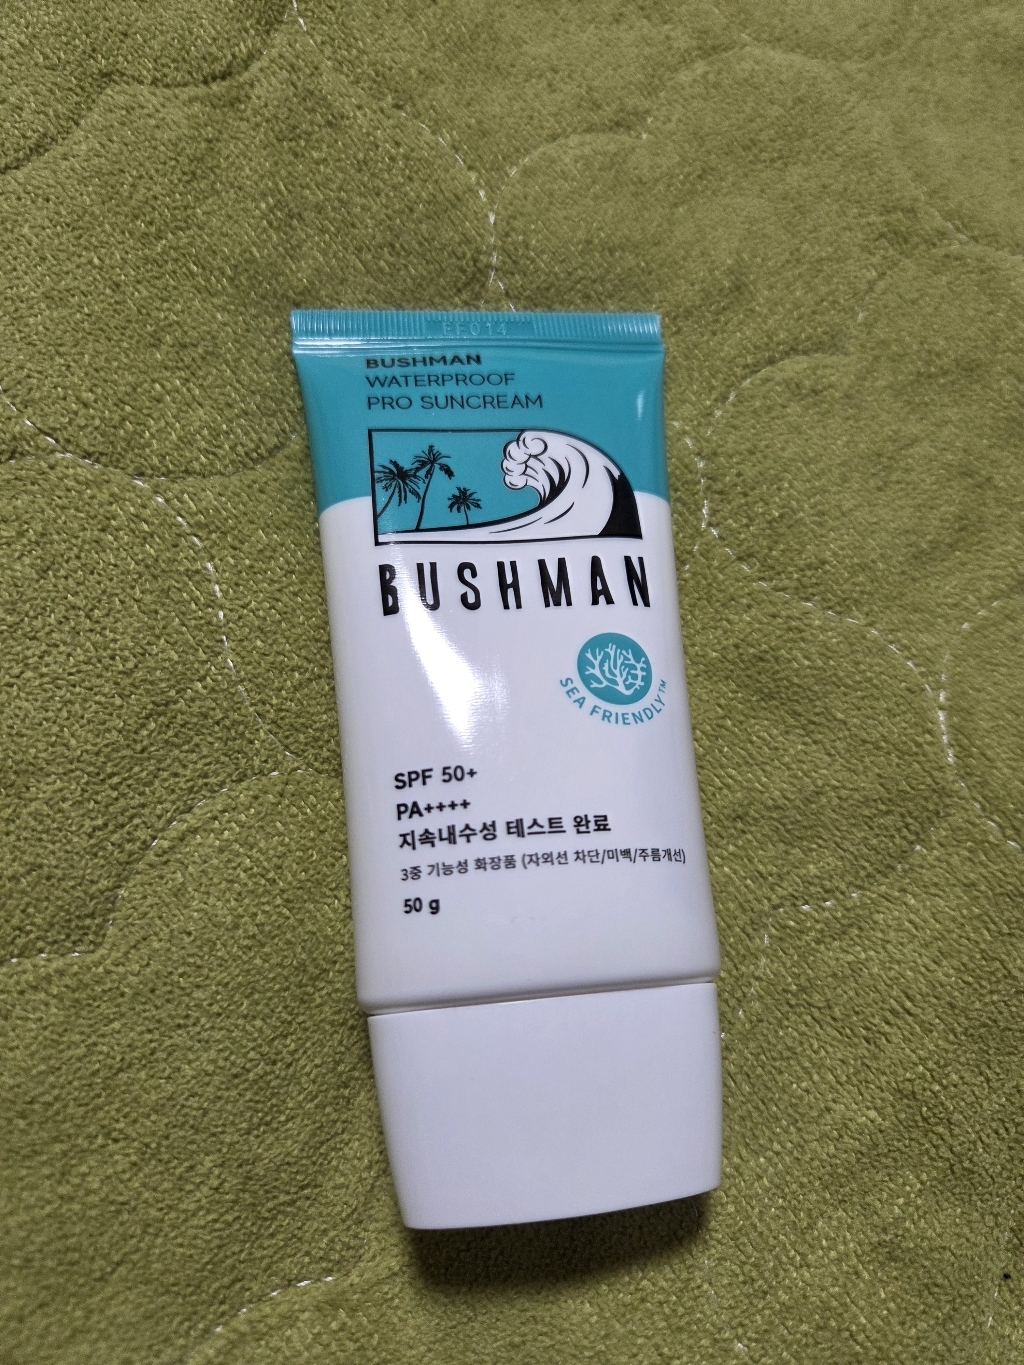 EF014
BUSHMAN
WATERPROOF
PRO SUNCREAM
BUSHMAN
SEA FRIENDLY™
SPF 50+
PA++++
지속내수성 테스트 완료
3중 기능성 화장품 (자외선 차단/미백/주름개선)
50 g